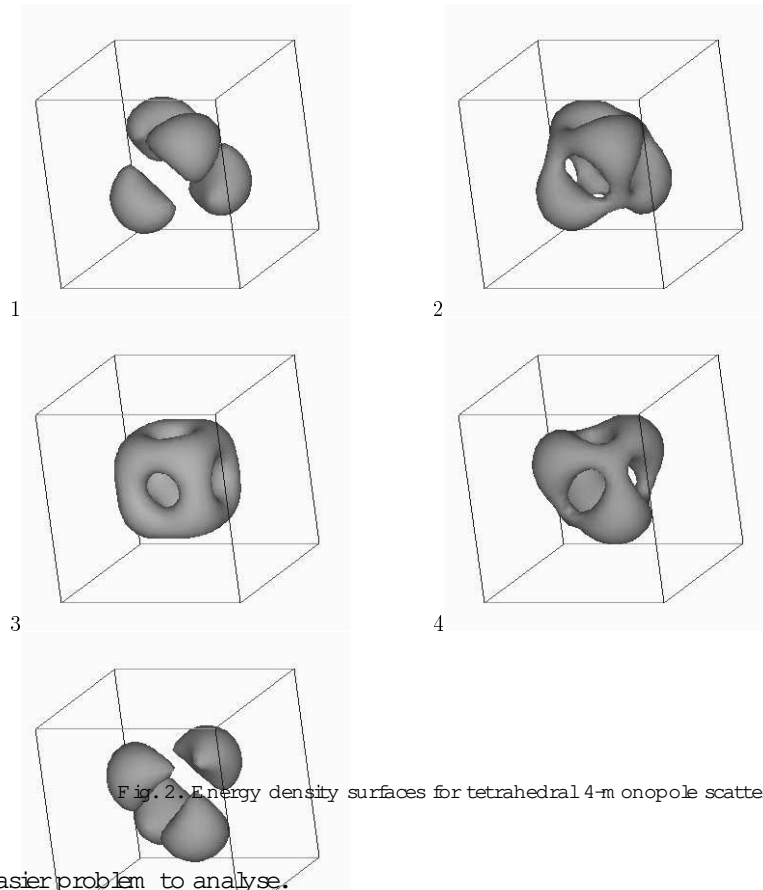 1
2
3
4
Fig. 2. Energy density surfaces for tetrahedral 4-monopole scatte
asier problem to analyse.